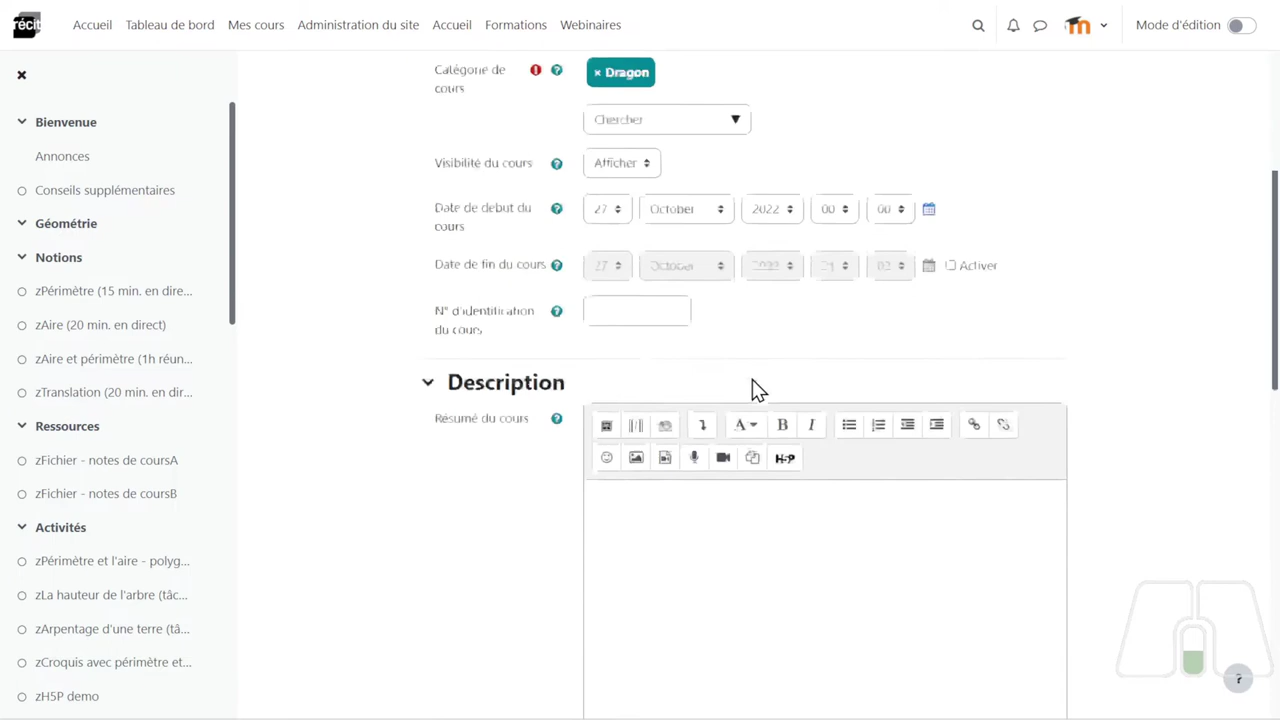 récit Accueil Tableau de bord Mes cours Administration du site Accueil Formations Webinaires Mode d'édition
Bienvenue
Annonces
Conseils supplémentaires
Géométrie
Notions
zPérimètre (15 min. en dire...
zAire (20 min. en direct)
zAire et périmètre (1h réun...
zTranslation (20 min. en dir...
Ressources
zFichier - notes de coursA
zFichier - notes de coursB
Activités
zPérimètre et l'aire - polyg...
zLa hauteur de l'arbre (tâc...
zArpentage d'une terre (tâ...
zCroquis avec périmètre et...
zH5P demo
Catégorie de
cours
× Dragon
Chercher
Visibilité du cours
Afficher
Date de début du
cours
27 October 2022 00 00
Date de fin du cours
27 October Activer
N° d'identification
du cours
Description
Résumé du cours
A B I
H5P
?